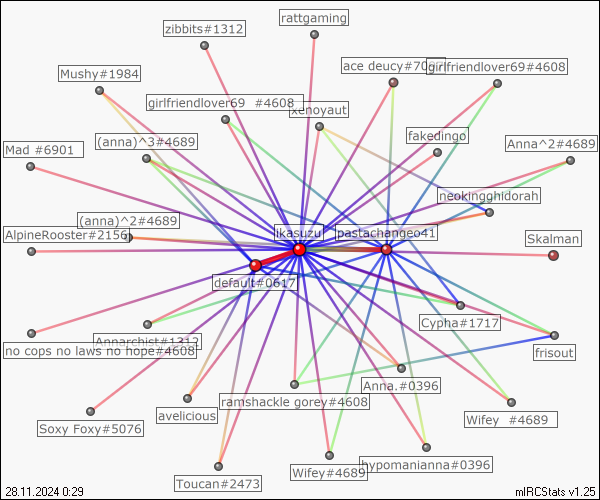 rattgaming
zibbits#1312
ace deucy#70
girlfriendlover69#4608
Mushy#1984
girlfriendlover69 #4608
xenoyaut
fakedingo
Anna^2#4689
(anna)^3#4689
Mad #6901
neokingghidorah
(anna)^2#4689
AlpineRooster#2156
ikasuzu
pastachangeo41
Skalman
default#0617
Cypha#1717
Annarchist#1312
no cops no laws no hope#4608
frisout
Anna.#0396
ramshackle gorey#4608
avelicious
Soxy Foxy#5076
Wifey #4689
hypomanianna#0396
Wifey#4689
Toucan#2473
28.11.2024 0:29
mIRCStats v1.25